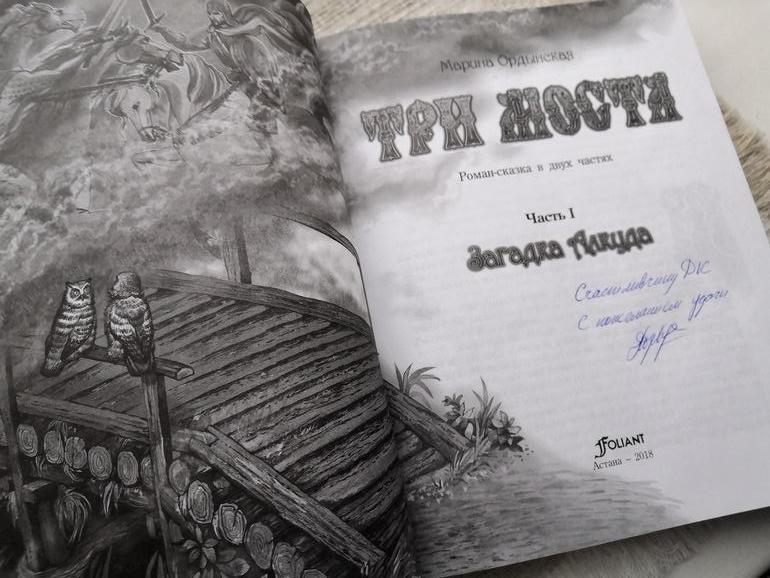 Марина Ордынская
ТРИ МОСТА
Роман-сказка в двух частях
Часть I
Загадка Алкуда
Счастливчику ДК
с пожеланием удачи
FOLIANT
Астана – 2018